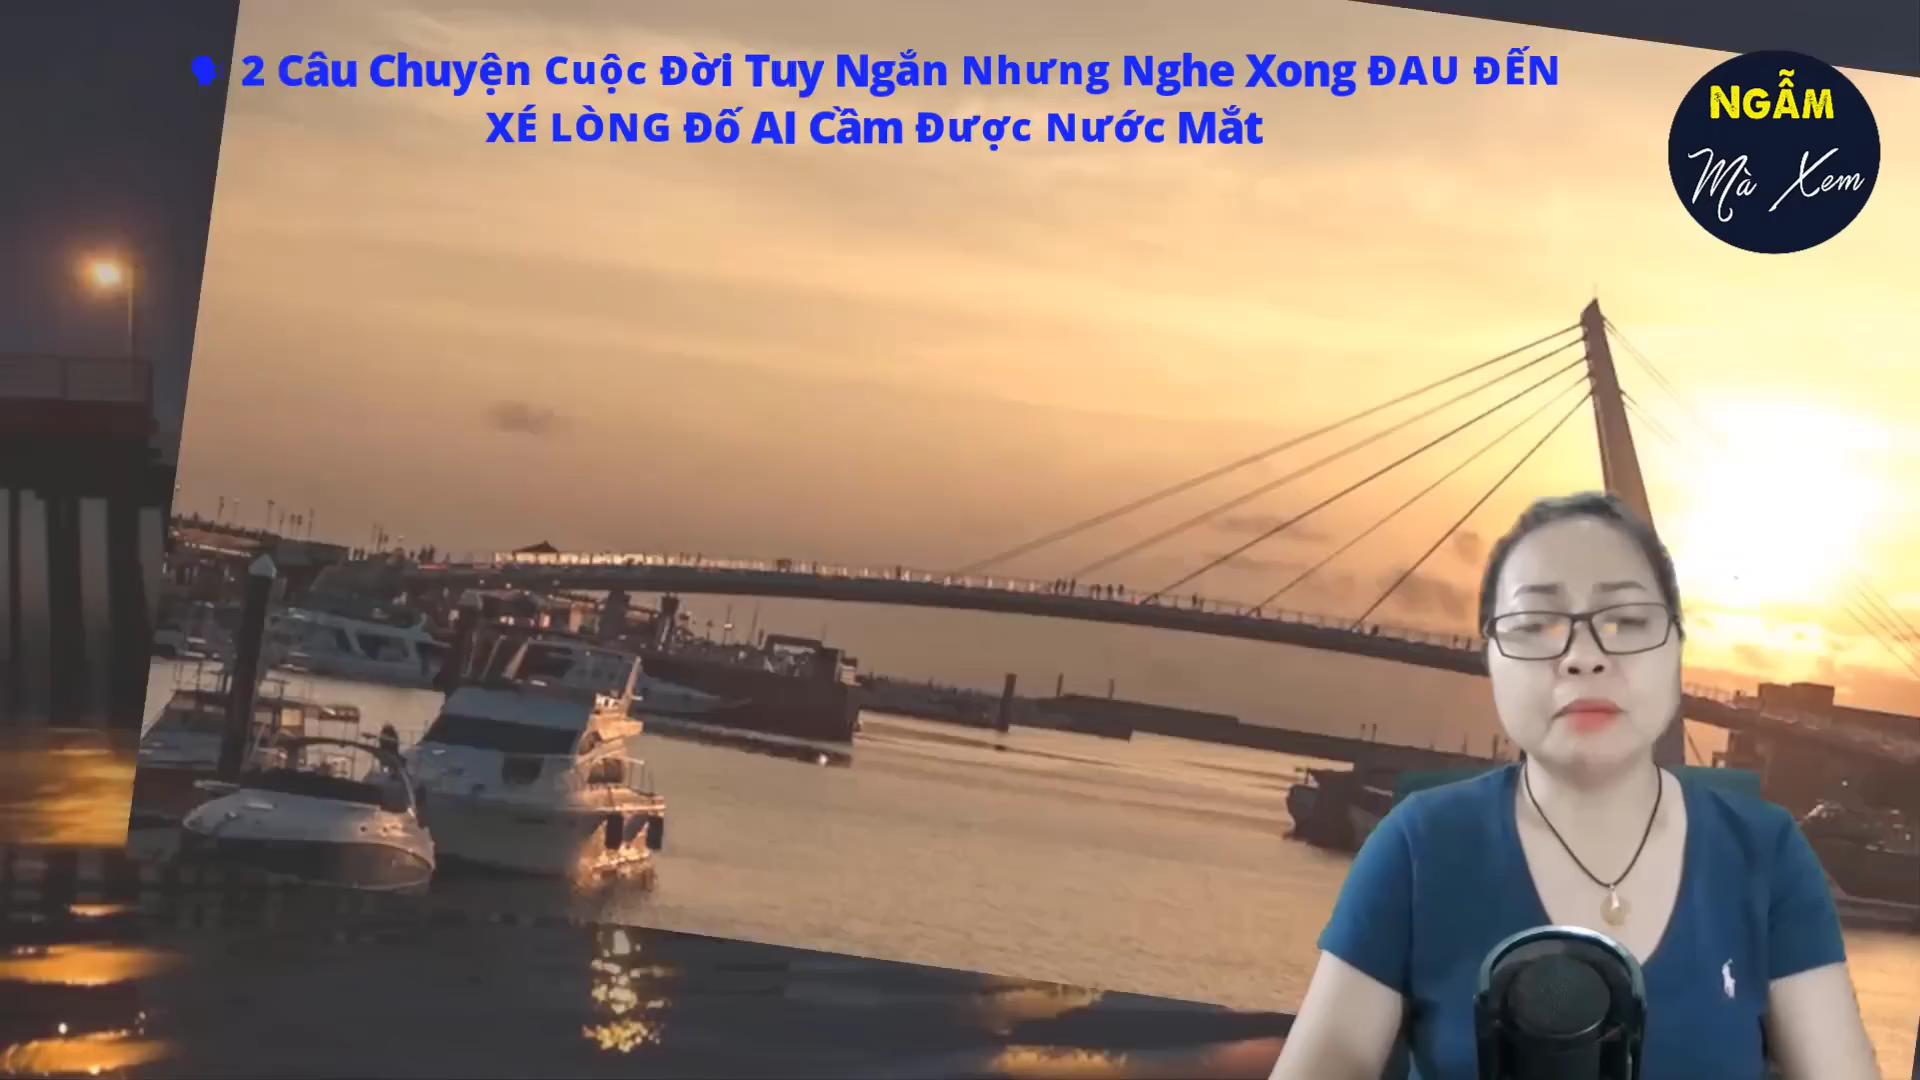 🗣 2 Câu Chuyện Cuộc Đời Tuy Ngắn Nhưng Nghe Xong ĐAU ĐẾN
XÉ LÒNG Đố AI Cầm Được Nước Mắt
NGẪM
Mà Xem